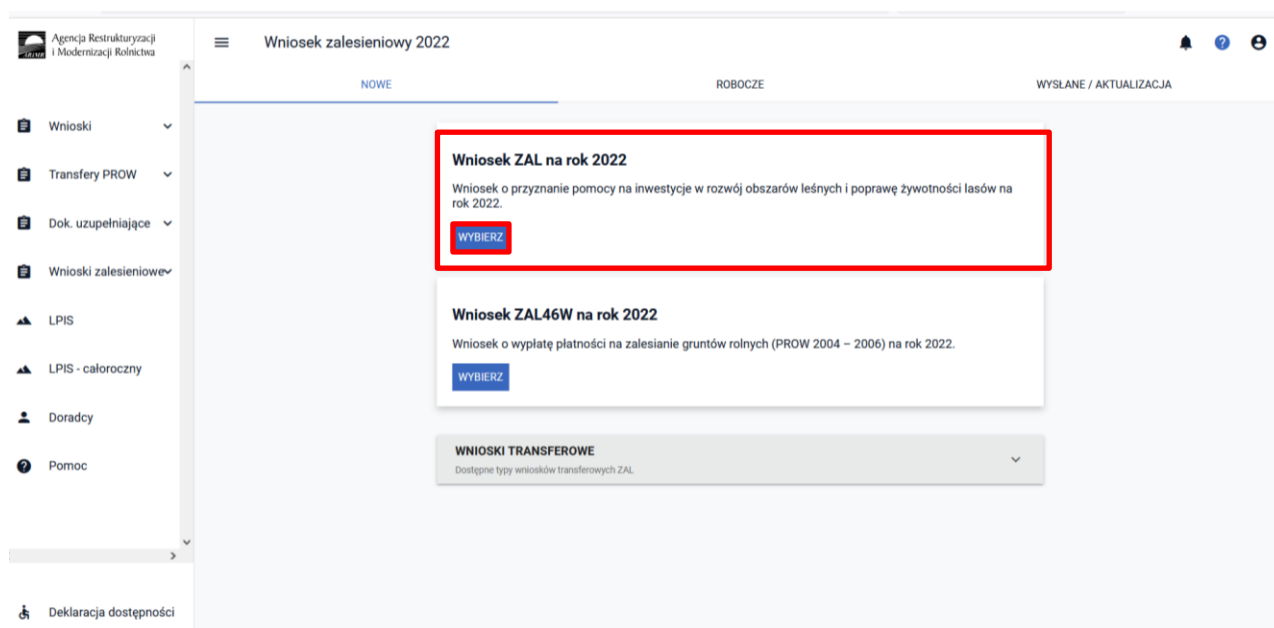 Agencja Restrukturyzacji
i Modernizacji Rolnictwa
ARiMR
Wniosek zalesieniowy 2022
NOWE
ROBOCZE
WYSŁANE / AKTUALIZACJA
Wnioski
Transfery PROW
Dok. uzupełniające
Wnioski zalesieniowe
LPIS
LPIS - całoroczny
Doradcy
Pomoc
Deklaracja dostępności
Wniosek ZAL na rok 2022
Wniosek o przyznanie pomocy na inwestycje w rozwój obszarów leśnych i poprawę żywotności lasów na
rok 2022.
WYBIERZ
Wniosek ZAL46W na rok 2022
Wniosek o wypłatę płatności na zalesianie gruntów rolnych (PROW 2004 – 2006) na rok 2022.
WYBIERZ
WNIOSKI TRANSFEROWE
Dostępne typy wniosków transferowych ZAL